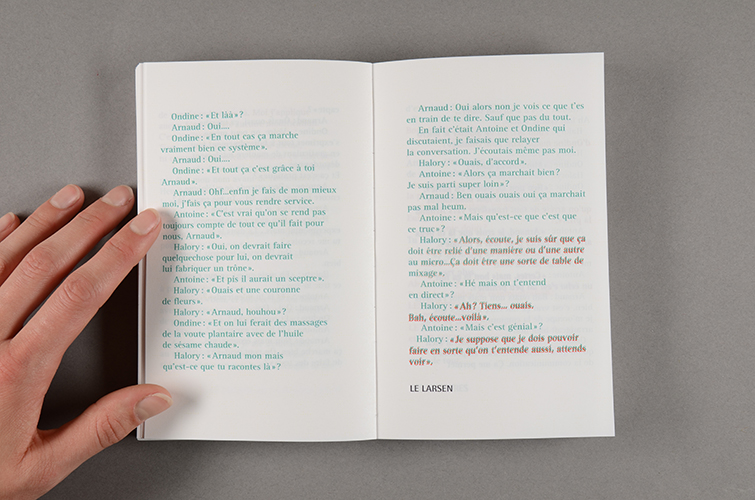 Ondine : « Et làà » ?
Arnaud : Oui....
Ondine : « En tout cas ça marche
vraiment bien ce système ».
Arnaud : Oui....
Ondine : « Et tout ça c'est grâce à toi
Arnaud ».
Arnaud : Ohf...enfin je fais de mon mieux
moi, j'fais ça pour vous rendre service.
Antoine : « C'est vrai qu'on se rend pas
toujours compte de tout ce qu'il fait pour
nous, Arnaud ».
Halory : « Oui, on devrait faire
quelquechose pour lui, on devrait
lui fabriquer un trône ».
Antoine : « Et pis il aurait un sceptre ».
Halory : « Ouais et une couronne
de fleurs ».
Halory : « Arnaud, houhou » ?
Ondine : « Et on lui ferait des massages
de la voute plantaire avec de l'huile
de sésame chaude ».
Halory : « Arnaud mon mais
qu'est-ce que tu racontes là » ?
Arnaud : Oui alors non je vois ce que t'es
en train de te dire. Sauf que pas du tout.
En fait c'était Antoine et Ondine qui
discutaient, je faisais que relayer
la conversation. J'écoutais même pas moi.
Halory : « Ouais, d'accord ».
Antoine : « Alors ça marchait bien ?
Je suis parti super loin » ?
Arnaud : Ben ouais ouais oui ça marchait
pas mal heum.
Antoine : « Mais qu'est-ce que c'est que
ce truc » ?
Halory : « Alors, écoute, je suis sûr que ça
doit être relié d'une manière ou d'une autre
au micro...Ça doit être une sorte de table de
mixage ».
Antoine : « Hé mais on t'entend
en direct » ?
Halory : « Ah ? Tiens... ouais.
Bah, écoute...voilà ».
Antoine : « Mais c'est génial » ?
Halory : « Je suppose que je dois pouvoir
faire en sorte qu'on t'entende aussi, attends
voir ».
LE LARSEN